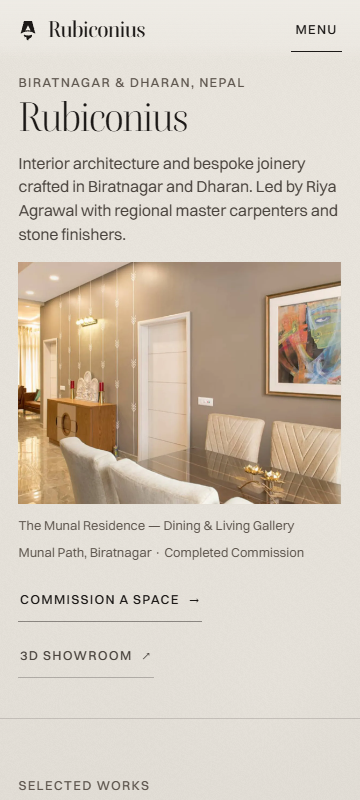 Rubiconius
MENU
BIRATNAGAR & DHARAN, NEPAL
Rubiconius
Interior architecture and bespoke joinery
crafted in Biratnagar and Dharan. Led by Riya
Agrawal with regional master carpenters and
stone finishers.
The Munal Residence — Dining & Living Gallery
Munal Path, Biratnagar · Completed Commission
COMMISSION A SPACE →
3D SHOWROOM ↗
SELECTED WORKS